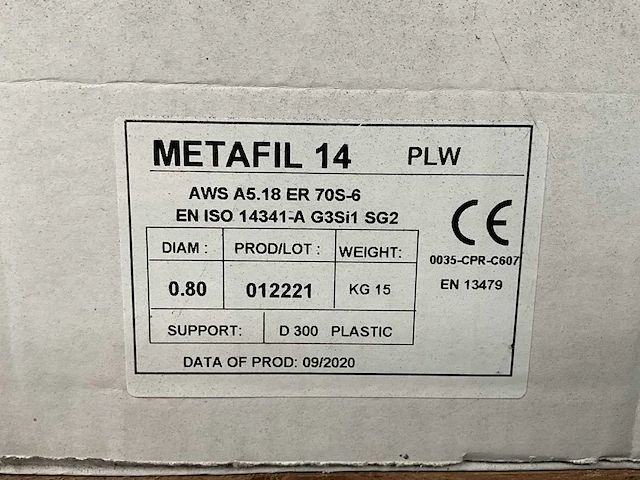 METAFIL 14 PLW
AWS A5.18 ER 70S-6
EN ISO 14341-A G3Si1 SG2
CE
DIAM : PROD/LOT : WEIGHT:
0035-CPR-C607
0.80 012221 KG 15
EN 13479
SUPPORT: D 300 PLASTIC
DATA OF PROD: 09/2020